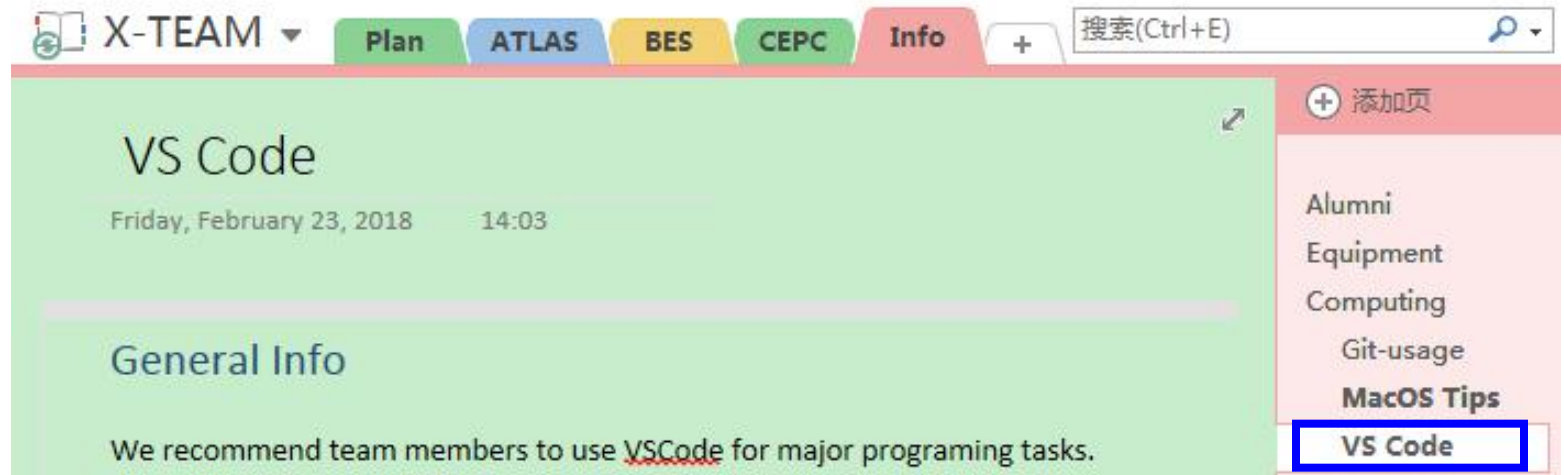 X-TEAM Plan ATLAS BES CEPC Info + 搜索(Ctrl+E)
添加页
VS Code
Friday, February 23, 2018 14:03
General Info
We recommend team members to use VSCode for major programing tasks.
Alumni
Equipment
Computing
Git-usage
MacOS Tips
VS Code